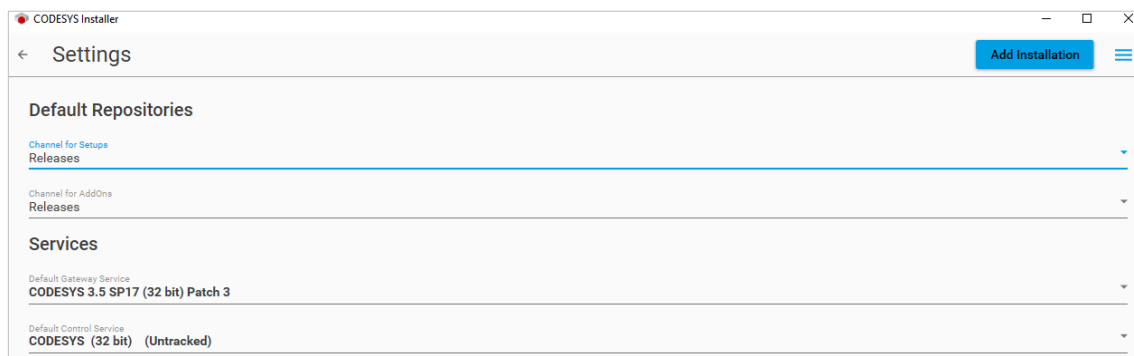 CODESYS Installer
Settings
Add Installation
Default Repositories
Channel for Setups
Releases
Channel for AddOns
Releases
Services
Default Gateway Service
CODESYS 3.5 SP17 (32 bit) Patch 3
Default Control Service
CODESYS (32 bit) (Untracked)